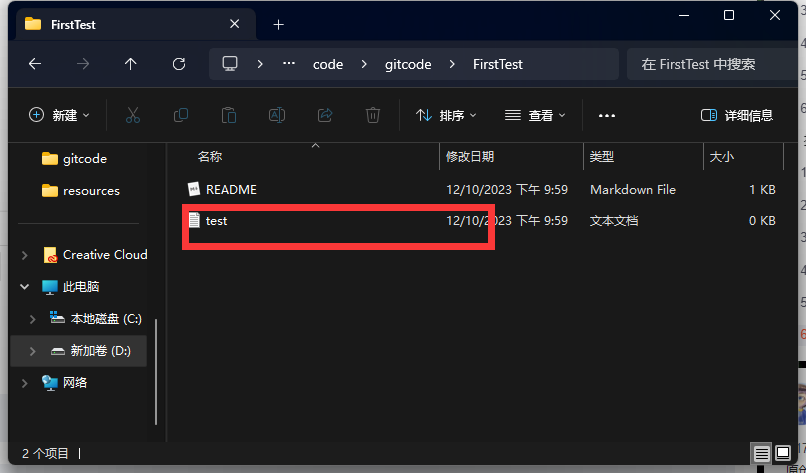 FirstTest
code
gitcode
FirstTest
在 FirstTest 中搜索
新建
排序
查看
详细信息
gitcode
resources
Creative Cloud
此电脑
本地磁盘 (C:)
新加卷 (D:)
网络
名称 修改日期 类型 大小
README 12/10/2023 下午 9:59 Markdown File 1 KB
test 12/10/2023 下午 9:59 文本文档 0 KB
2 个项目